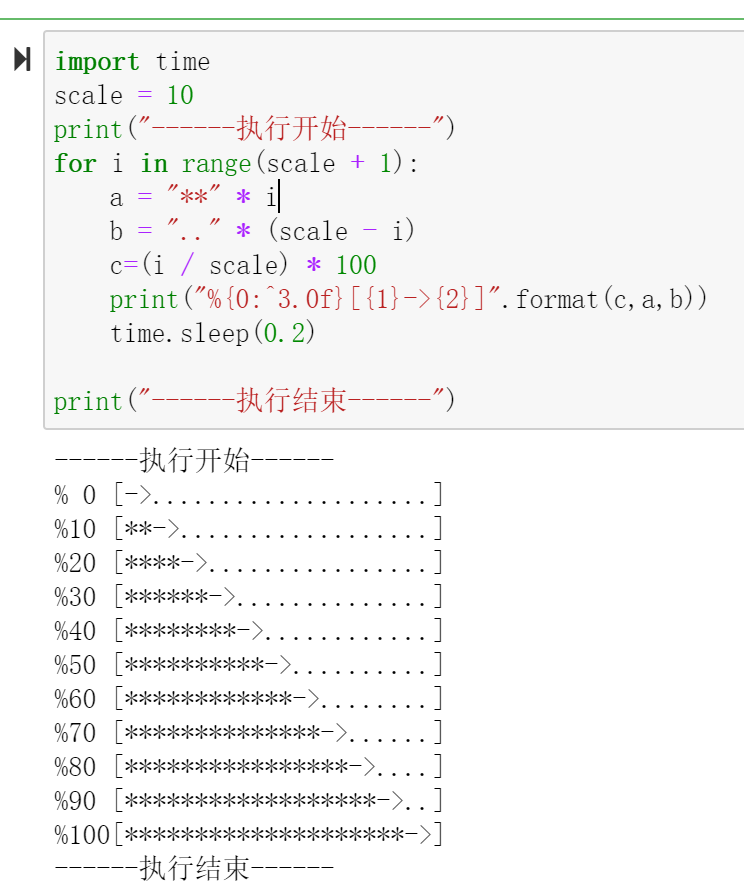 import time
scale = 10
print("------执行开始------")
for i in range(scale + 1):
    a = "**" * i
    b = ".." * (scale - i)
    c=(i / scale) * 100
    print("%{0:^3.0f}[{1}->{2}]".format(c,a,b))
    time.sleep(0.2)
print("------执行结束------")
------执行开始------
% 0 [->....................]
%10 [**->..................]
%20 [****->................]
%30 [******->..............]
%40 [********->............]
%50 [**********->..........]
%60 [************->........]
%70 [**************->......]
%80 [****************->....]
%90 [******************->..]
%100[********************->]
------执行结束------